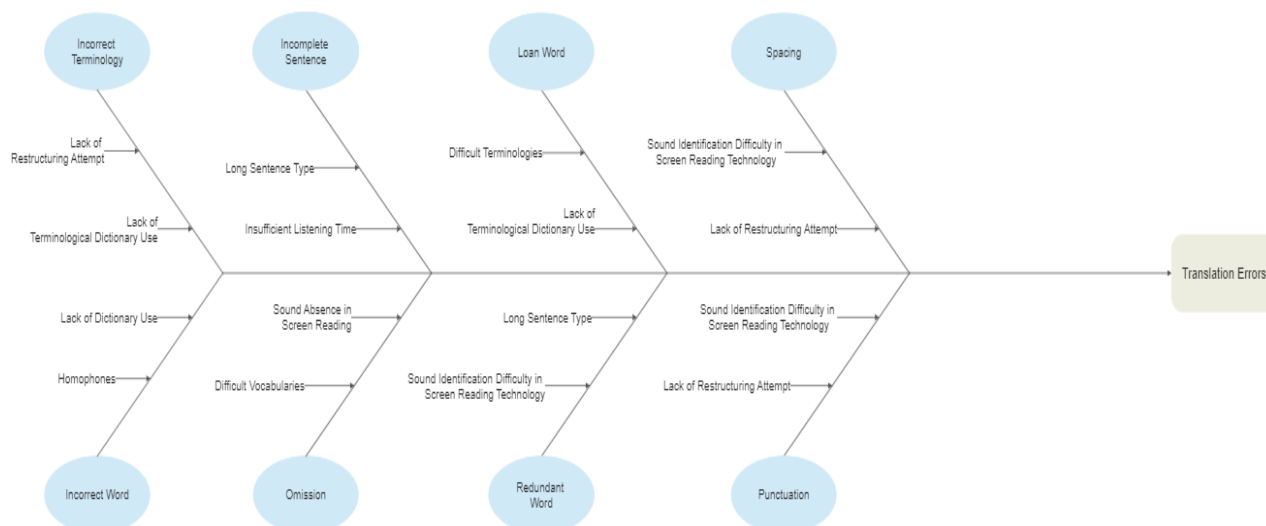 Incorrect
Terminology
Incomplete
Sentence
Loan Word
Spacing
Lack of
Restructuring Attempt
Long Sentence Type
Difficult Terminologies
Sound Identification Difficulty in
Screen Reading Technology
Lack of
Terminological Dictionary Use
Insufficient Listening Time
Lack of
Terminological Dictionary Use
Lack of Restructuring Attempt
Translation Errors
Lack of Dictionary Use
Sound Absence in
Screen Reading
Long Sentence Type
Sound Identification Difficulty in
Screen Reading Technology
Homophones
Difficult Vocabularies
Sound Identification Difficulty in
Screen Reading Technology
Lack of Restructuring Attempt
Incorrect Word
Omission
Redundant
Word
Punctuation